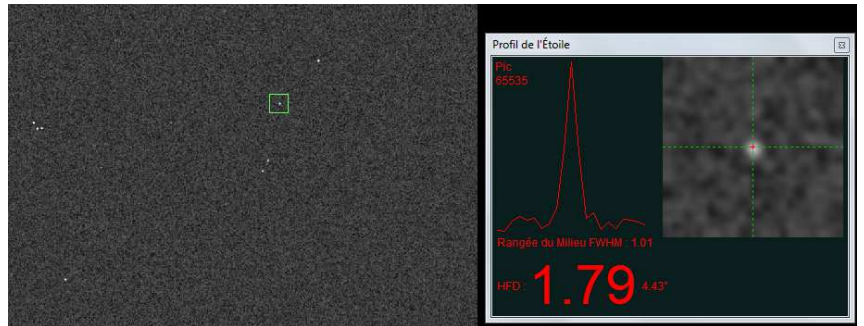 Profil de l'Étoile
Pic
65535
Rangée du Milieu FWHM : 1.01
HFD : 1.79 4.43"